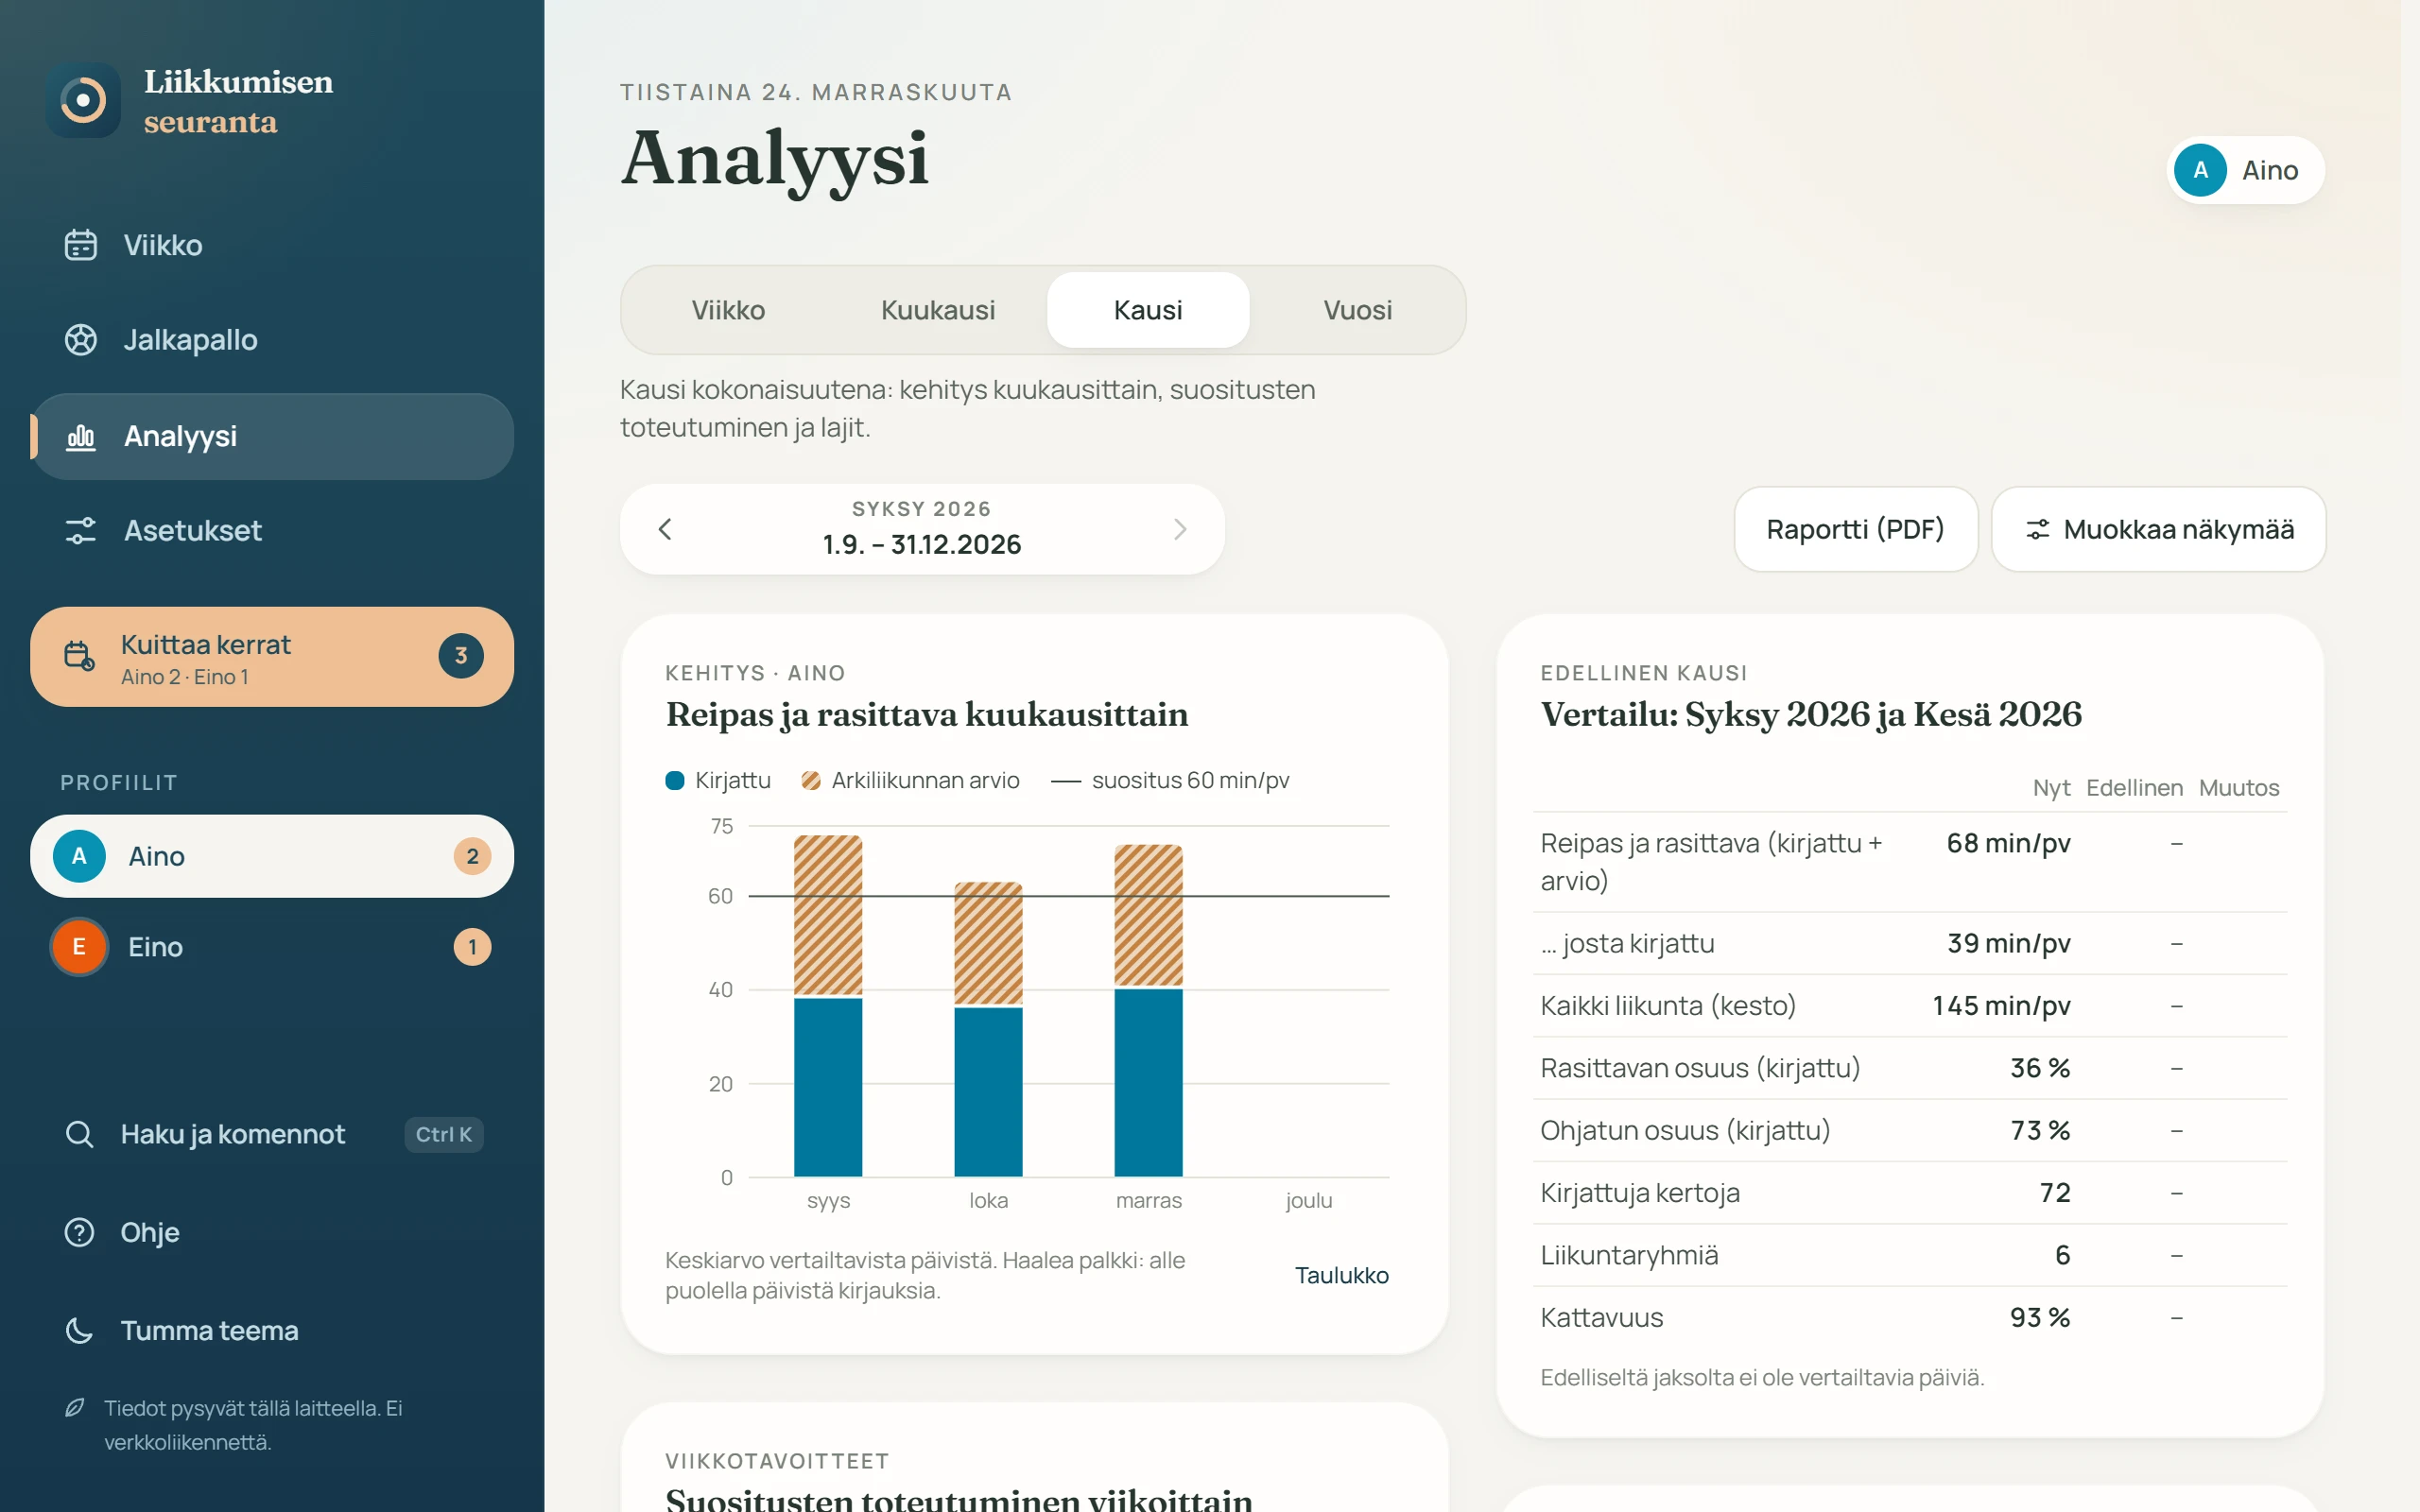 Liikkumisen
seuranta
Viikko
Jalkapallo
Analyysi
Asetukset
Kuittaa kerrat
Aino 2 · Eino 1
3
PROFIILIT
A Aino 2
E Eino 1
Haku ja komennot Ctrl K
Ohje
Tumma teema
Tiedot pysyvät tällä laitteella. Ei
verkkoliikennettä.
TIISTAINA 24. MARRASKUUTA
Analyysi
A Aino
Viikko Kuukausi Kausi Vuosi
Kausi kokonaisuutena: kehitys kuukausittain, suositusten
toteutuminen ja lajit.
SYKSY 2026
1.9. – 31.12.2026
Raportti (PDF) Muokkaa näkymää
KEHITYS · AINO
Reipas ja rasittava kuukausittain
Kirjattu Arkiliikunnan arvio suositus 60 min/pv
75
60
40
20
0
syys loka marras joulu
Keskiarvo vertailtavista päivistä. Haalea palkki: alle
puolella päivistä kirjauksia.
Taulukko
EDELLINEN KAUSI
Vertailu: Syksy 2026 ja Kesä 2026
Nyt Edellinen Muutos
Reipas ja rasittava (kirjattu + 68 min/pv –
arvio)
... josta kirjattu 39 min/pv –
Kaikki liikunta (kesto) 145 min/pv –
Rasittavan osuus (kirjattu) 36 % –
Ohjatun osuus (kirjattu) 73 % –
Kirjattuja kertoja 72 –
Liikuntaryhmiä 6 –
Kattavuus 93 % –
Edelliseltä jaksolta ei ole vertailtavia päiviä.
VIIKKOTAVOITTEET
Suositusten toteutuminen viikoittain